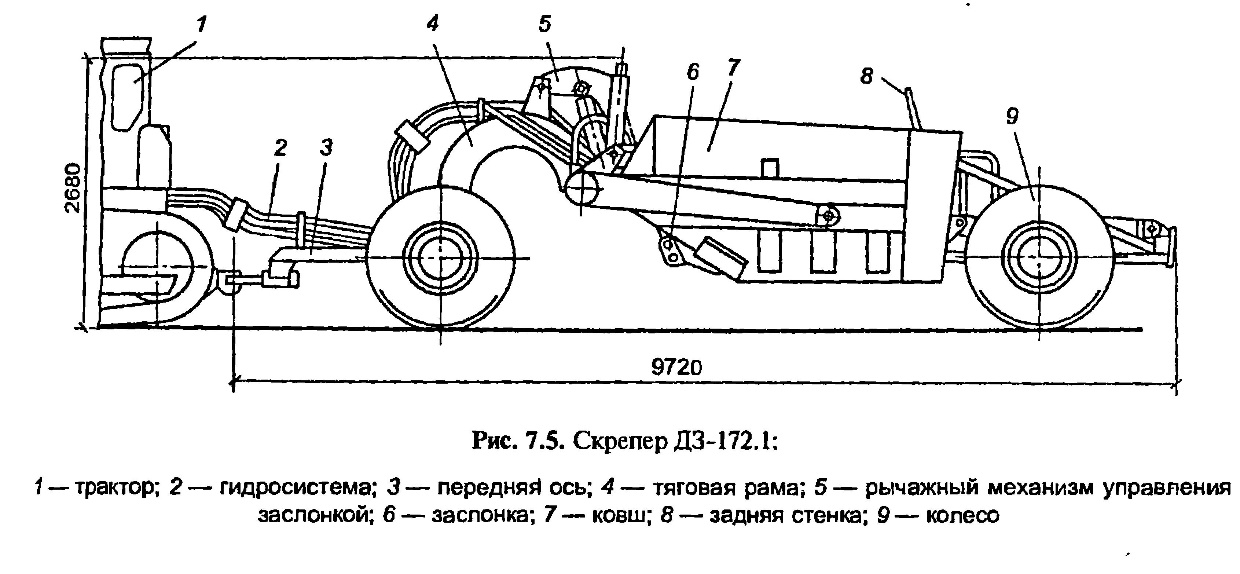 1 4 5 6 7 8 9
2 3
2680
9720
Рис. 7.5. Скрепер ДЗ-172.1:
1 — трактор; 2 — гидросистема; 3 — передняя ось; 4 — тяговая рама; 5 — рычажный механизм управления
заслонкой; 6 — заслонка; 7 — ковш; 8 — задняя стенка; 9 — колесо